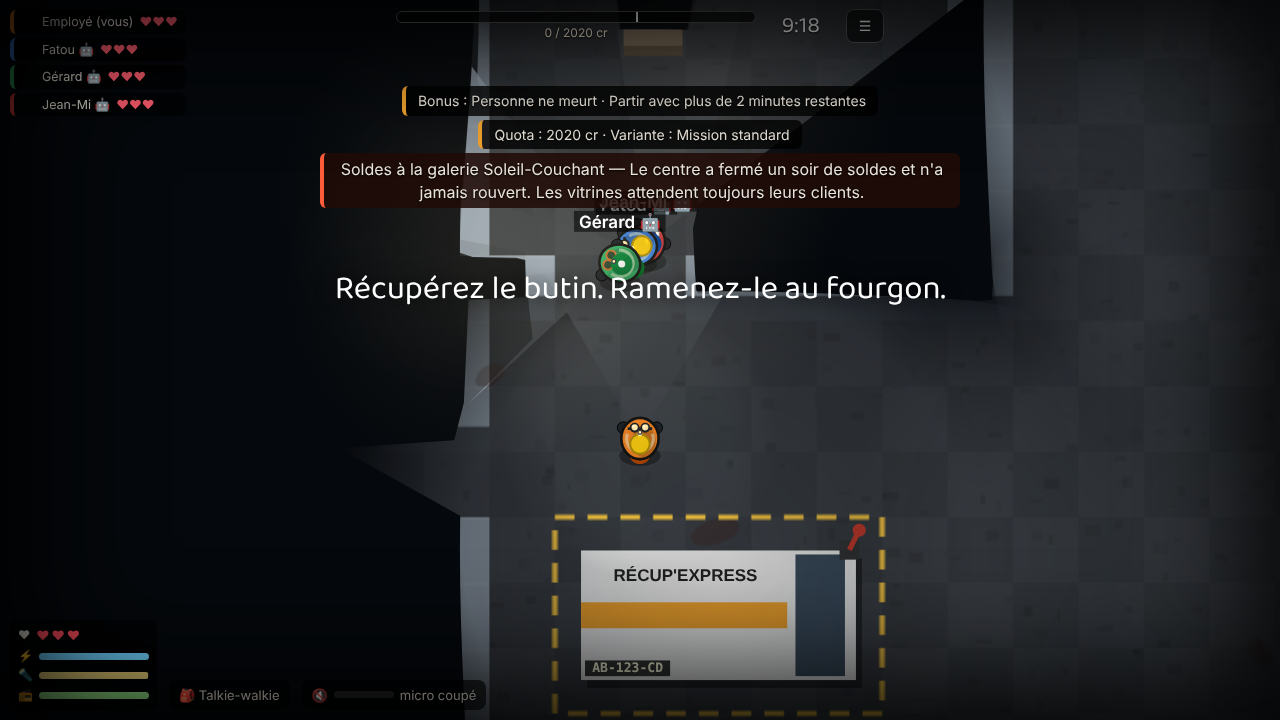 Employé (vous)
Fatou
Gérard
Jean-Mi
0 / 2020 cr
9:18
Bonus : Personne ne meurt · Partir avec plus de 2 minutes restantes
Quota : 2020 cr · Variante : Mission standard
Soldes à la galerie Soleil-Couchant — Le centre a fermé un soir de soldes et n'a
jamais rouvert. Les vitrines attendent toujours leurs clients.
Gérard
Récupérez le butin. Ramenez-le au fourgon.
RÉCUP'EXPRESS
AB-123-CD
Talkie-walkie
micro coupé